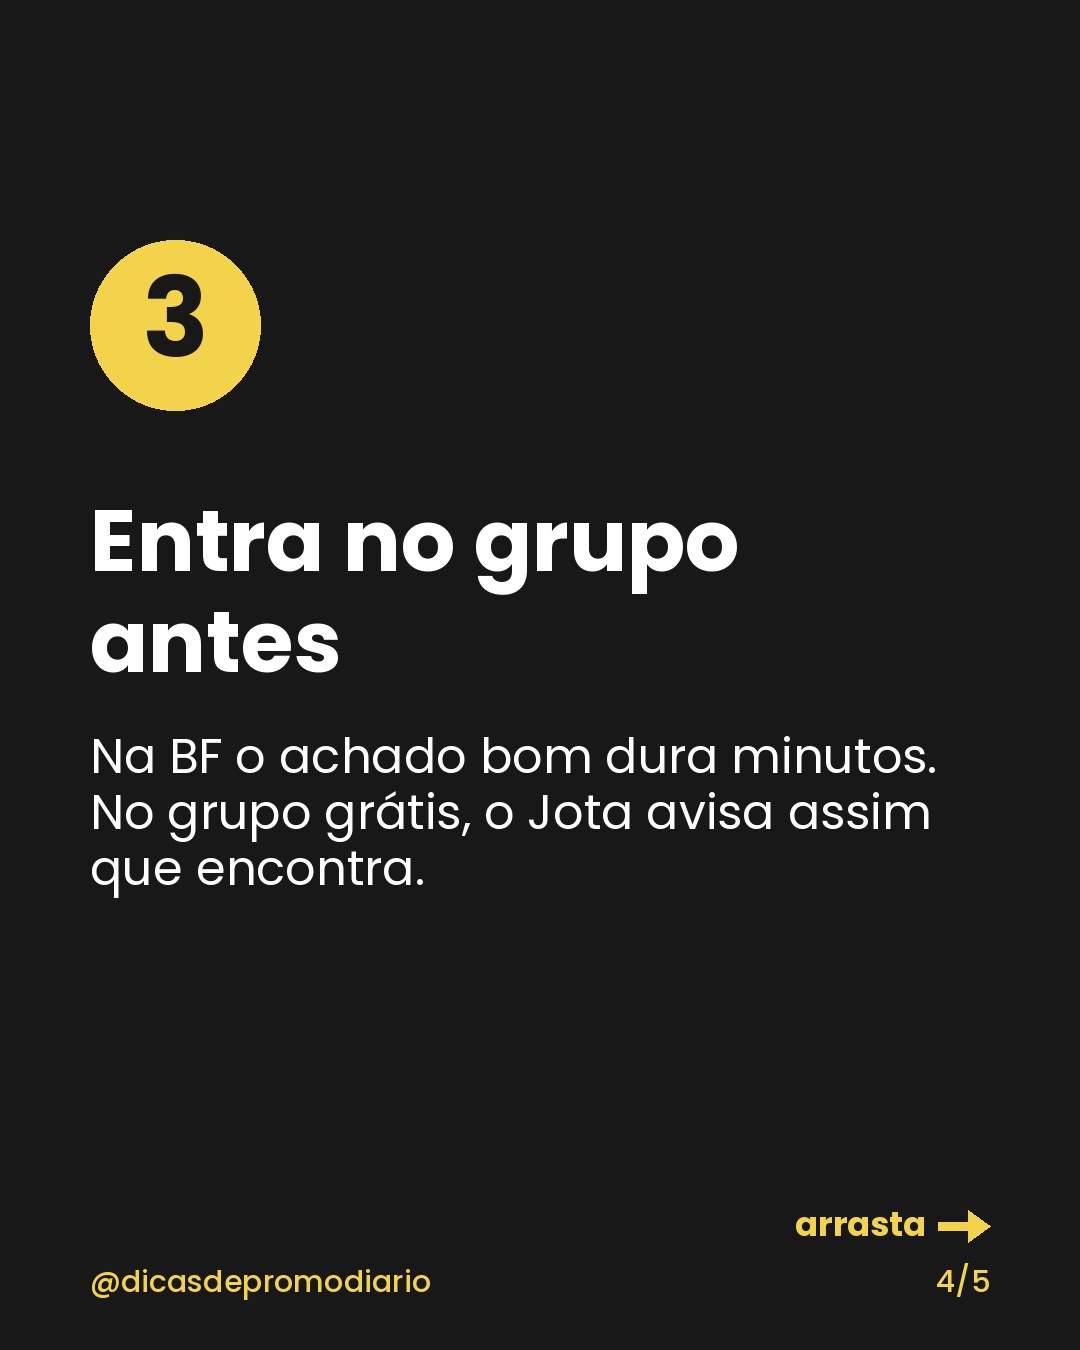 3
Entra no grupo
antes
Na BF o achado bom dura minutos.
No grupo grátis, o Jota avisa assim
que encontra.
arrasta
@dicasdepromodiario
4/5